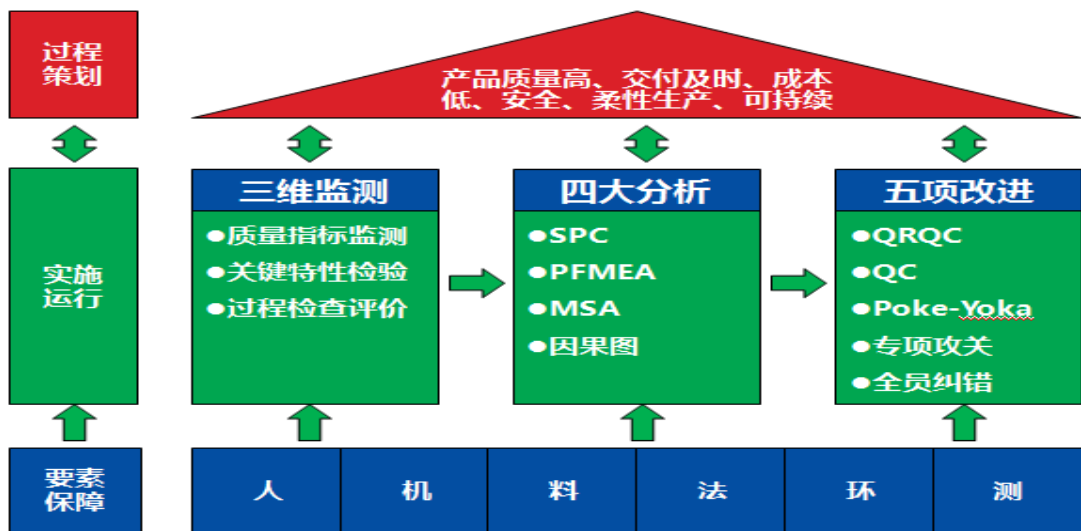 过程
策划
产品质量高、交付及时、成本
低、安全、柔性生产、可持续
实施
运行
三维监测
●质量指标监测
●关键特性检验
●过程检查评价
四大分析
●SPC
●PFMEA
●MSA
●因果图
五项改进
●QRQC
●QC
●Poke-Yoka
●专项攻关
●全员纠错
要素
保障
人
机
料
法
环
测